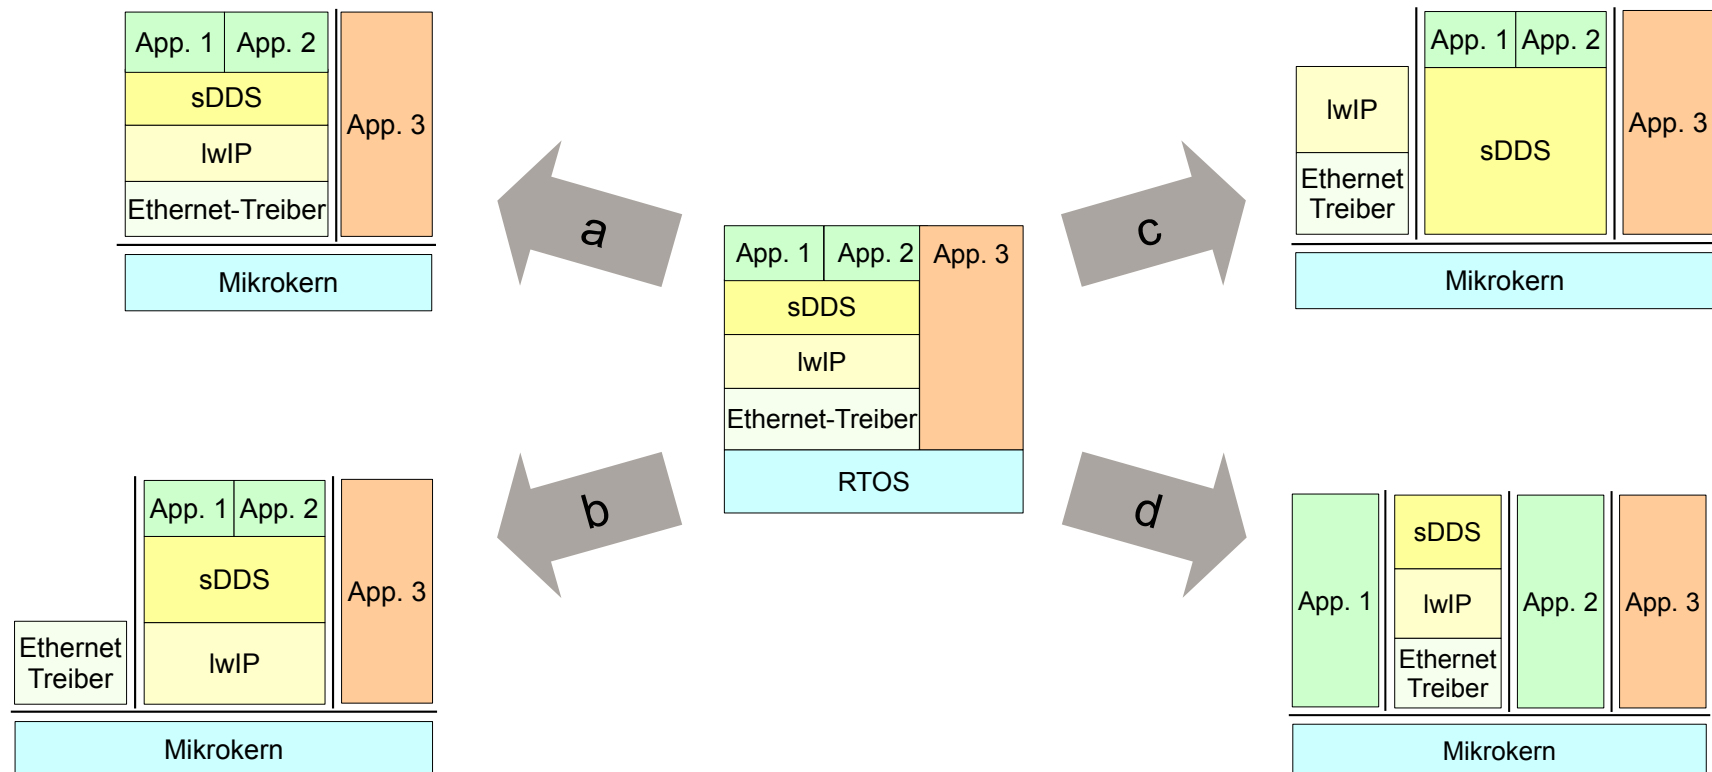 App. 1 App. 2
App. 3
sDDS
lwIP
Ethernet-Treiber
Mikrokern
a
App. 1 App. 2
sDDS
lwIP
Ethernet
Treiber
App. 3
Mikrokern
c
App. 1 App. 2 App. 3
sDDS
lwIP
Ethernet-Treiber
RTOS
App. 1 App. 2
sDDS
lwIP
Ethernet
Treiber
App. 3
Mikrokern
b
d
App. 1
sDDS
lwIP
Ethernet
Treiber
App. 2
App. 3
Mikrokern